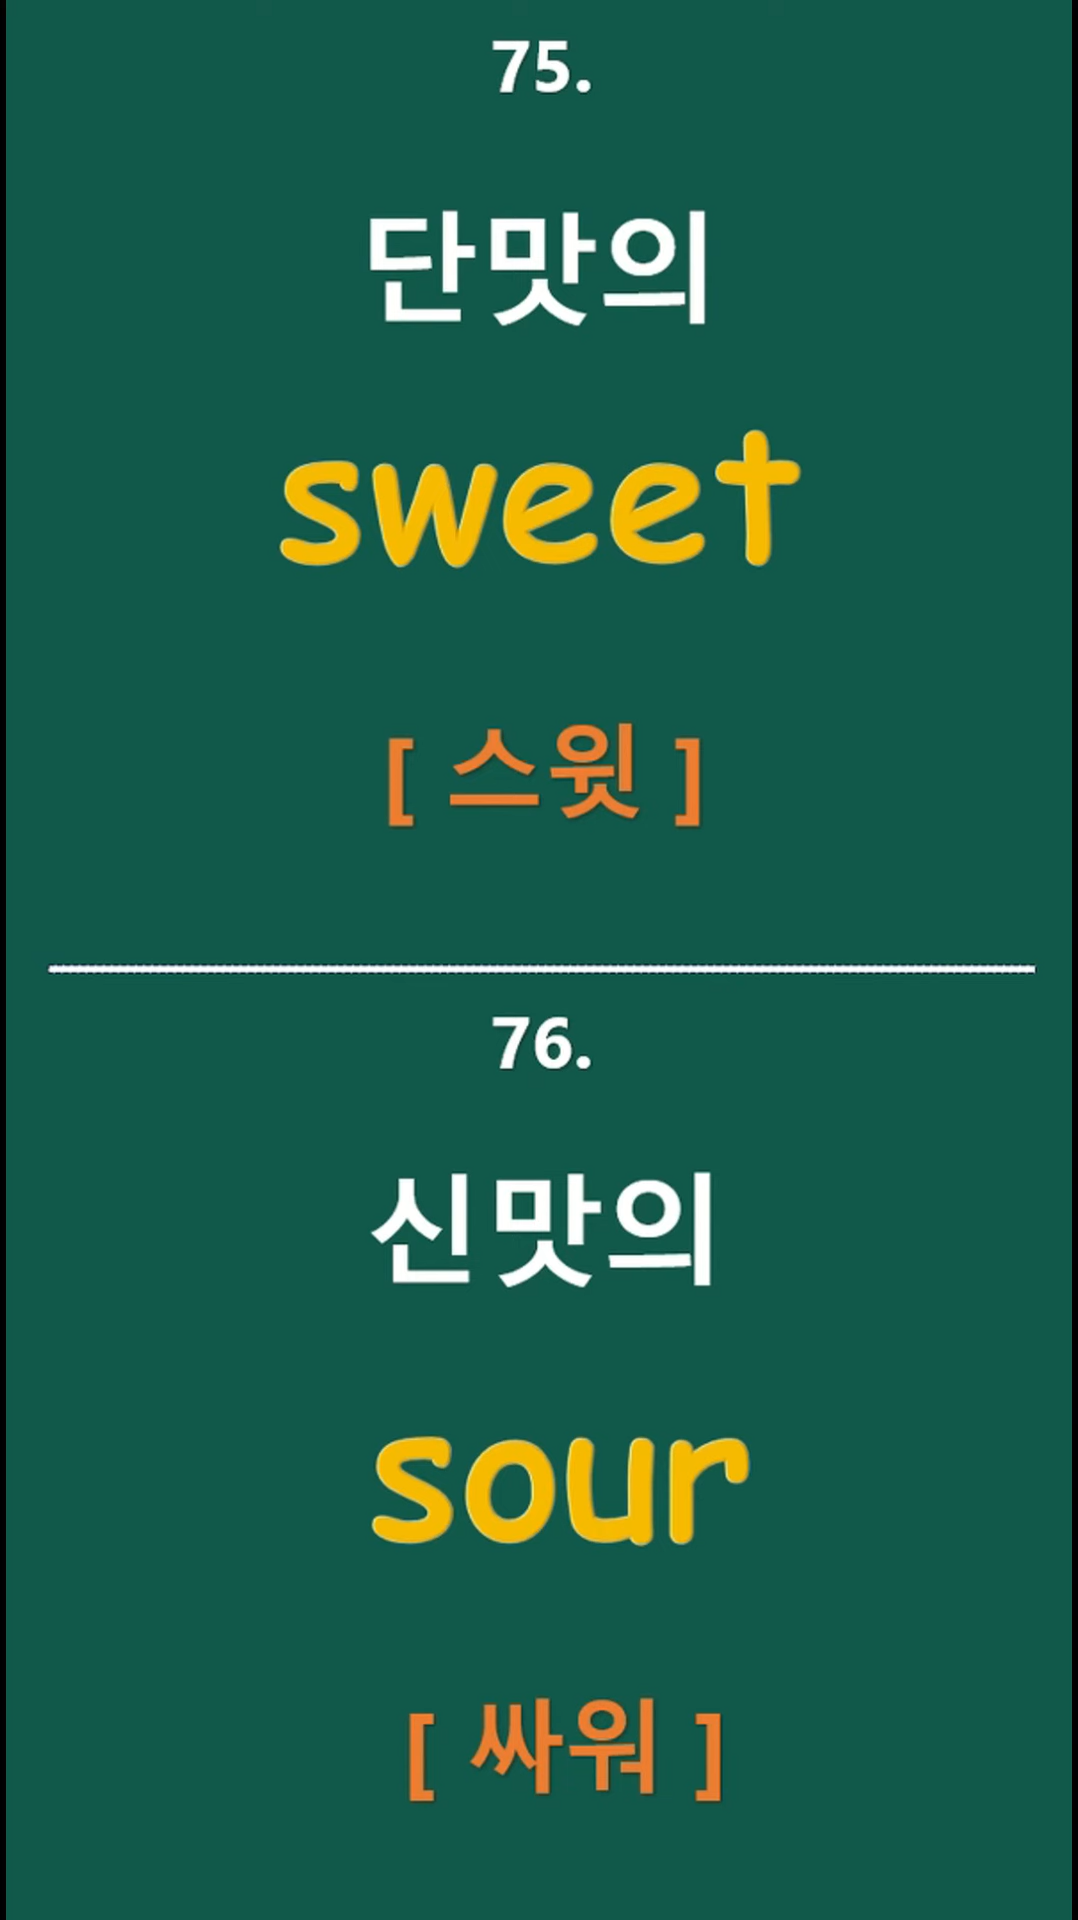 75.
단맛의
sweet
[ 스윗 ]
76.
신맛의
sour
[ 싸워 ]